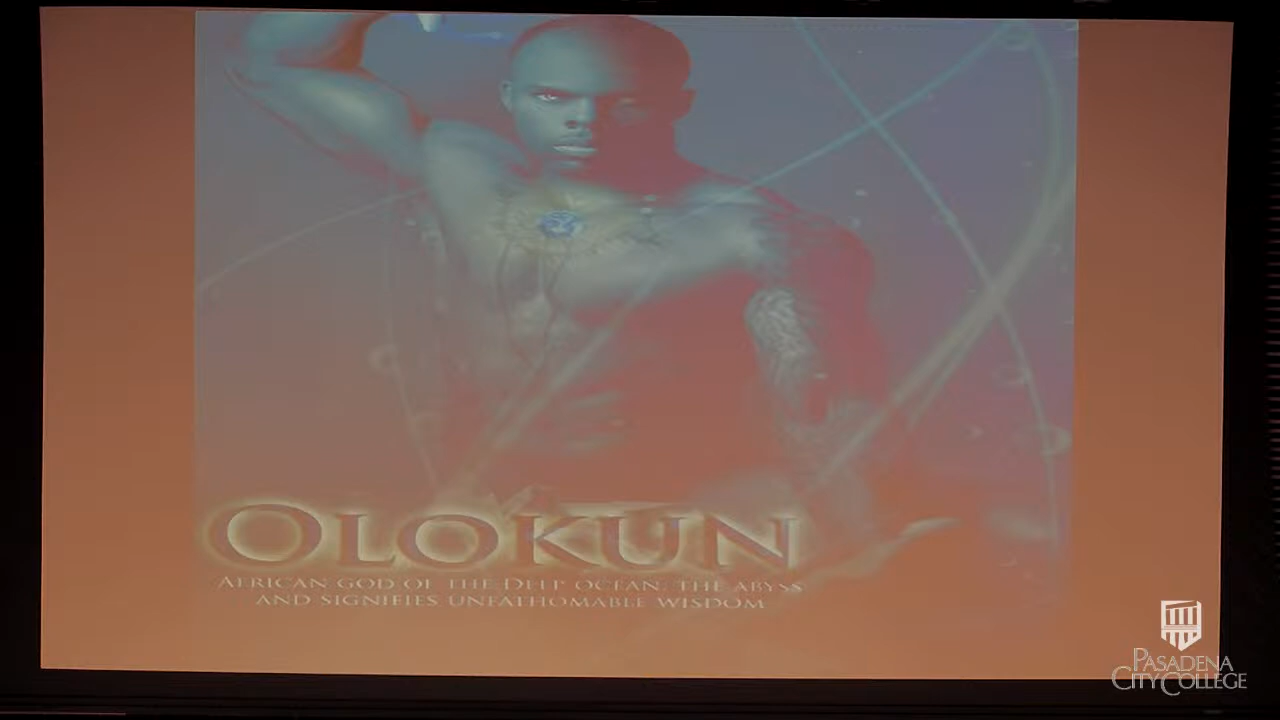 OLOKUN
AFRICAN GOD OF THE DEEP OCEAN: THE ABYSS
AND SIGNIFIES UNFATHOMABLE WISDOM
PASADENA
CITY COLLEGE